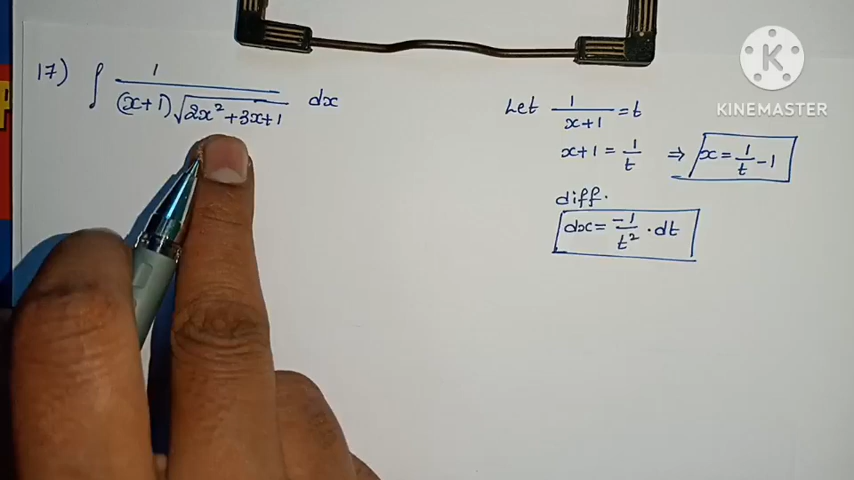 17) ∫ 1 / (x+1)√(2x² +3x+1) dx
Let 1/(x+1) = t
x+1 = 1/t ⇒ x = 1/t - 1
diff.
dx = -1/t² · dt
K
KINEMASTER